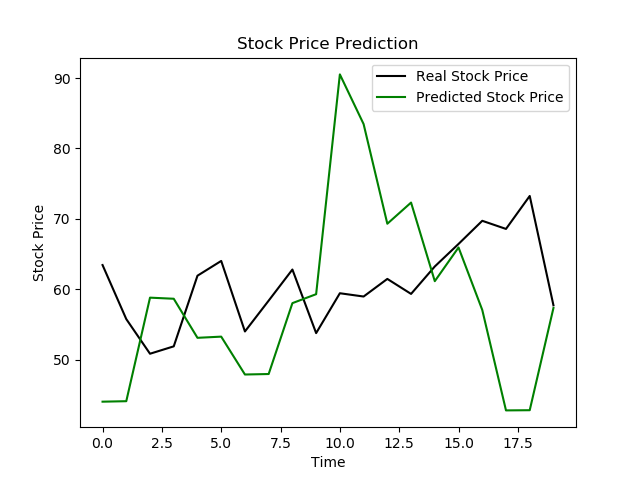 Stock Price Prediction
Real Stock Price
Predicted Stock Price
Stock Price
90
80
70
60
50
0.0 2.5 5.0 7.5 10.0 12.5 15.0 17.5
Time